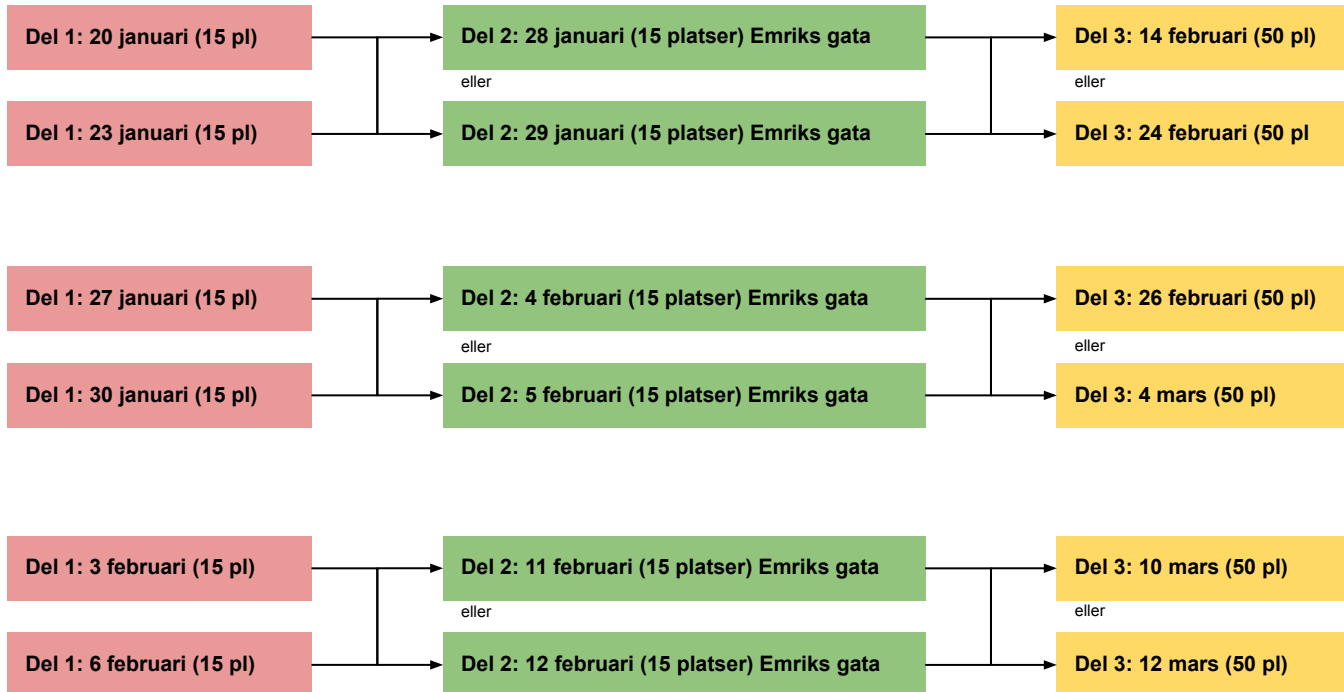 Del 1: 20 januari (15 pl)
Del 2: 28 januari (15 platser) Emriks gata
Del 3: 14 februari (50 pl)
eller
eller
Del 1: 23 januari (15 pl)
Del 2: 29 januari (15 platser) Emriks gata
Del 3: 24 februari (50 pl
Del 1: 27 januari (15 pl)
Del 2: 4 februari (15 platser) Emriks gata
Del 3: 26 februari (50 pl)
eller
eller
Del 1: 30 januari (15 pl)
Del 2: 5 februari (15 platser) Emriks gata
Del 3: 4 mars (50 pl)
Del 1: 3 februari (15 pl)
Del 2: 11 februari (15 platser) Emriks gata
Del 3: 10 mars (50 pl)
eller
eller
Del 1: 6 februari (15 pl)
Del 2: 12 februari (15 platser) Emriks gata
Del 3: 12 mars (50 pl)